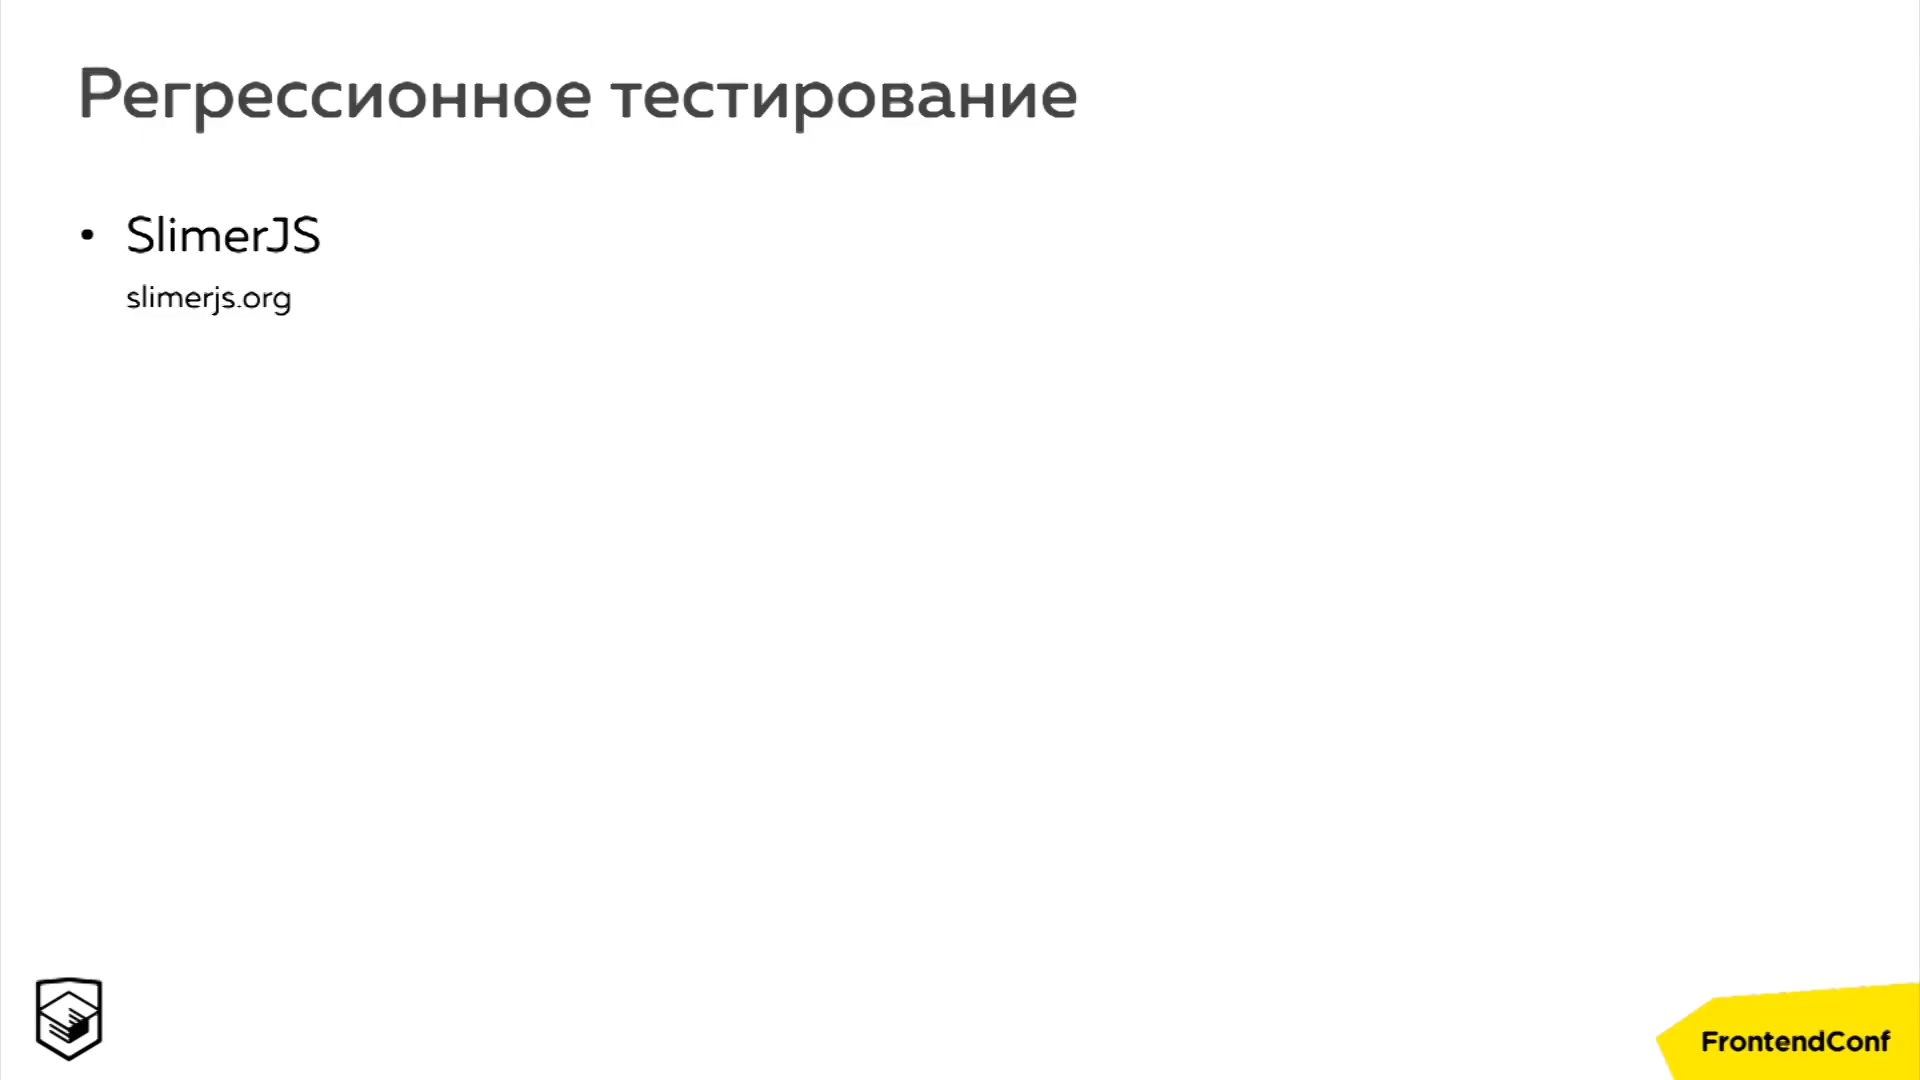 Регрессионное тестирование
• SlimerJS
slimerjs.org
FrontendConf